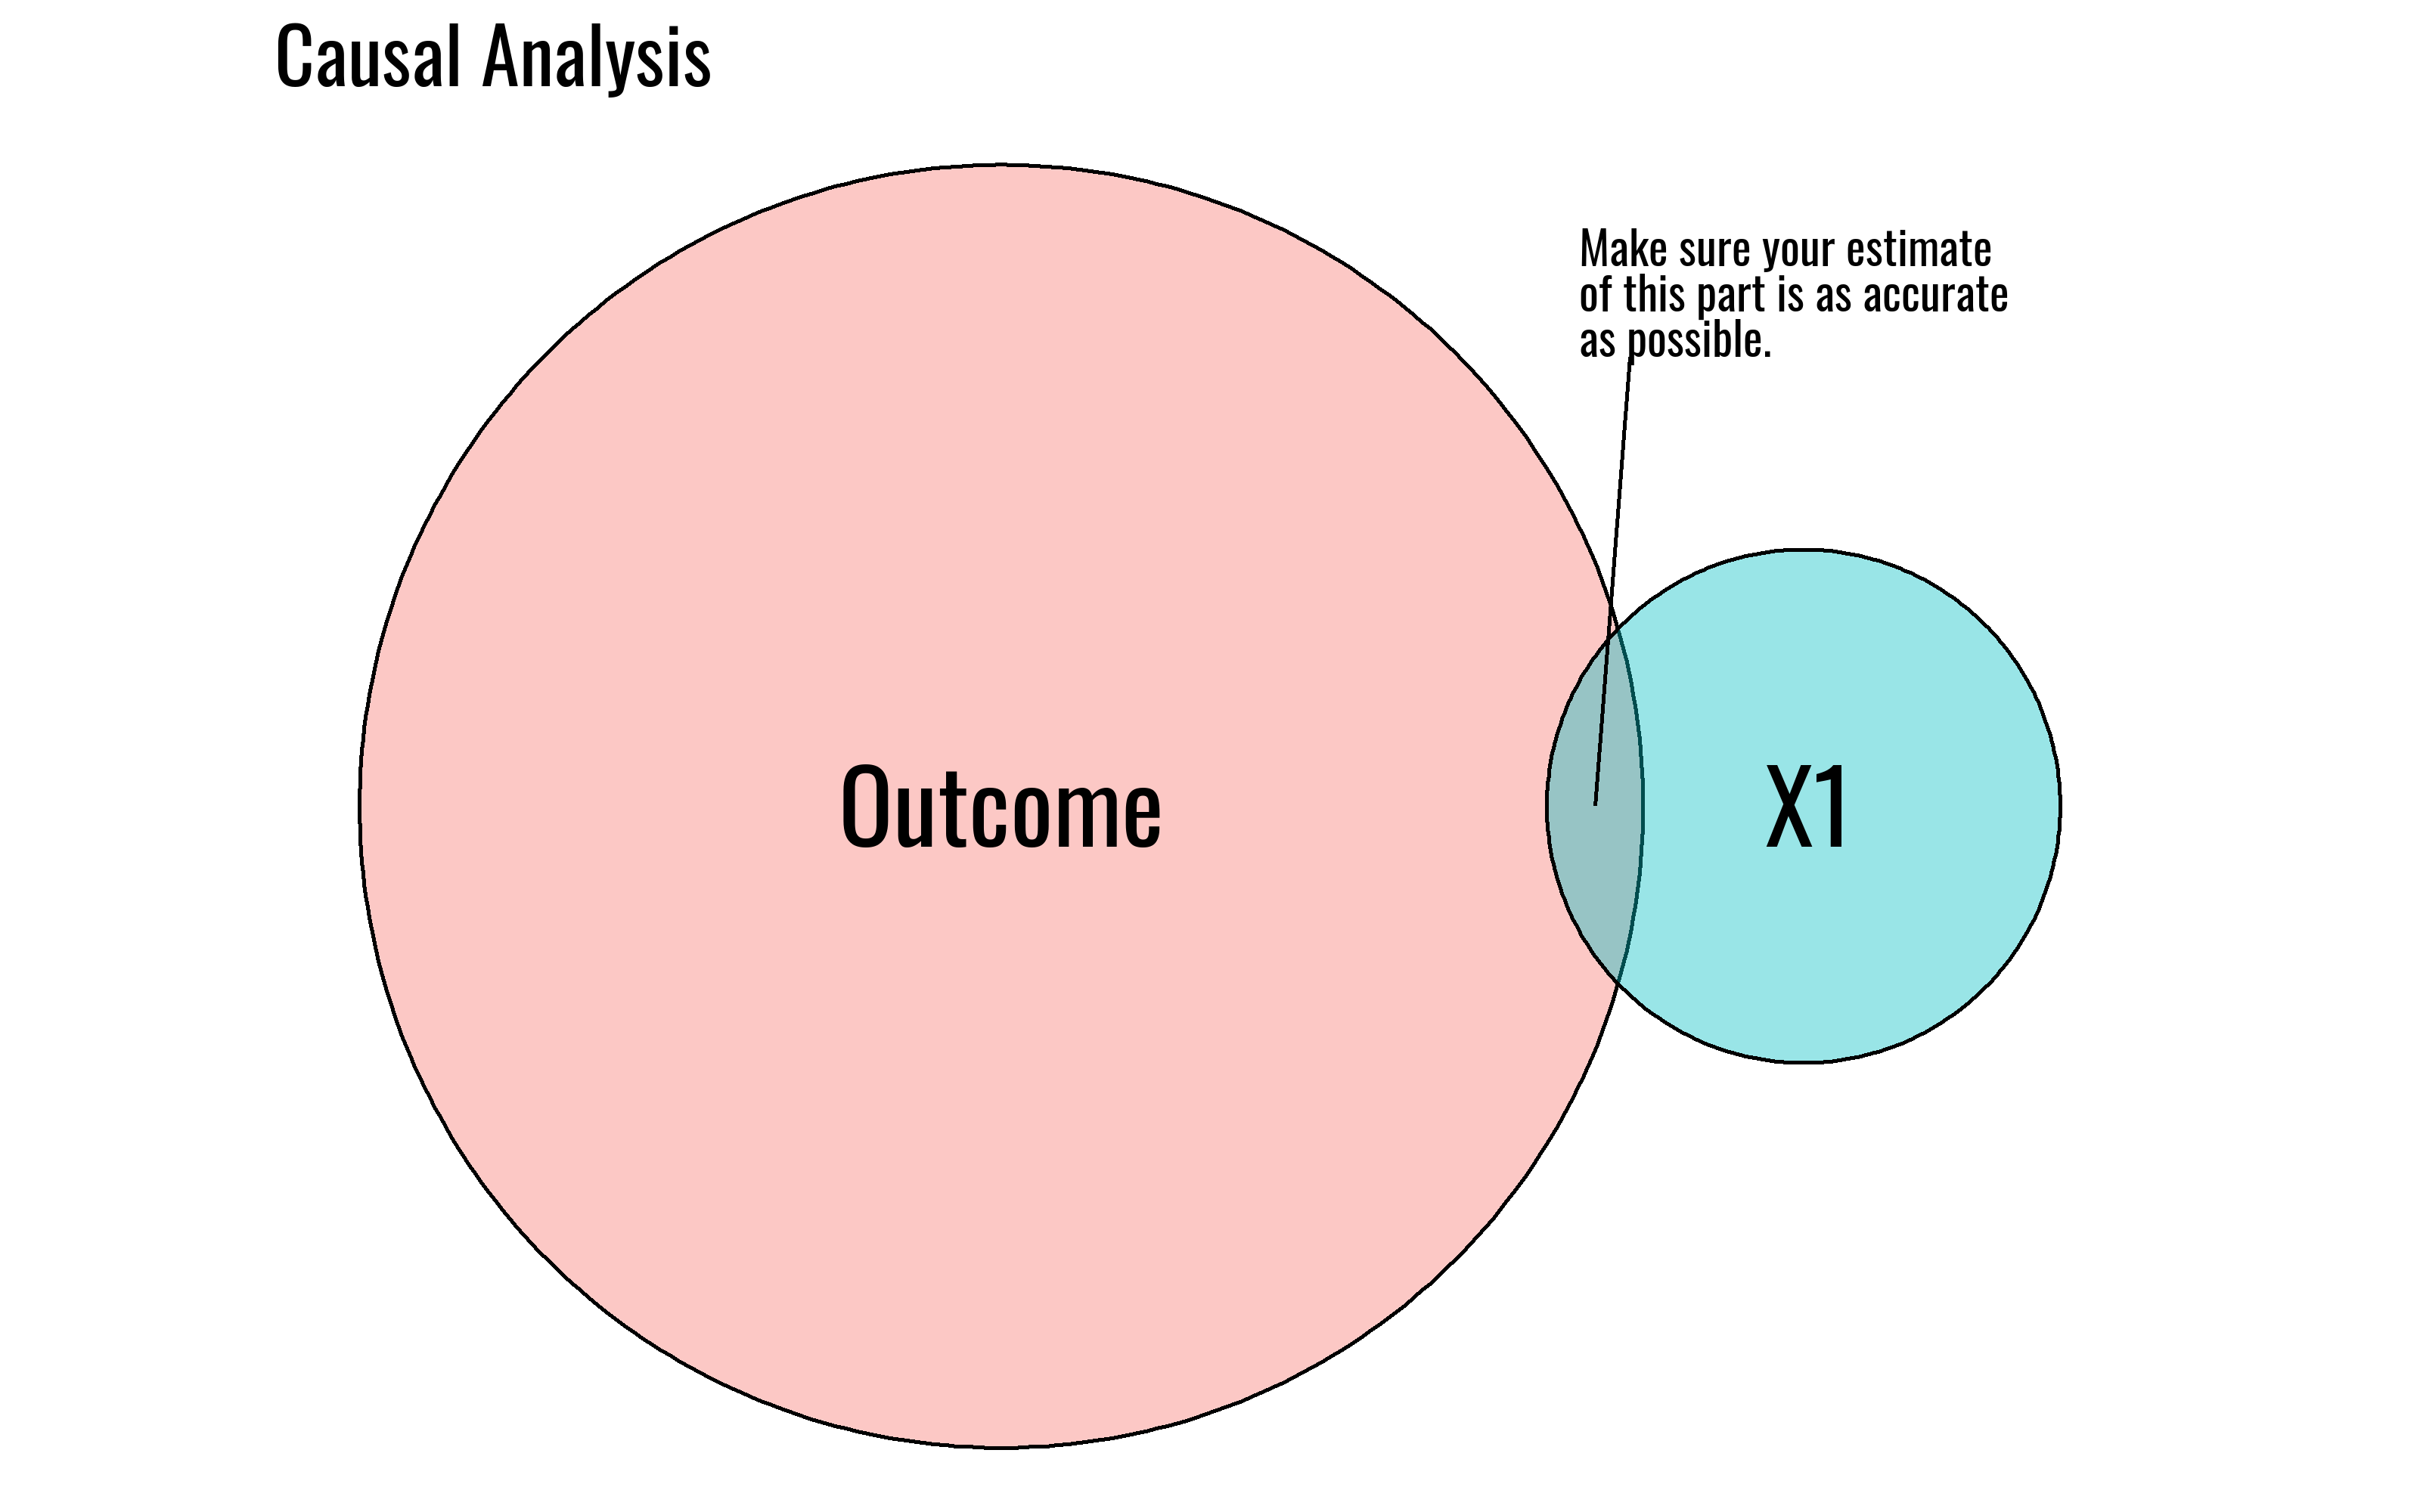 Causal Analysis
Make sure your estimate
of this part is as accurate
as possible.
Outcome
X1